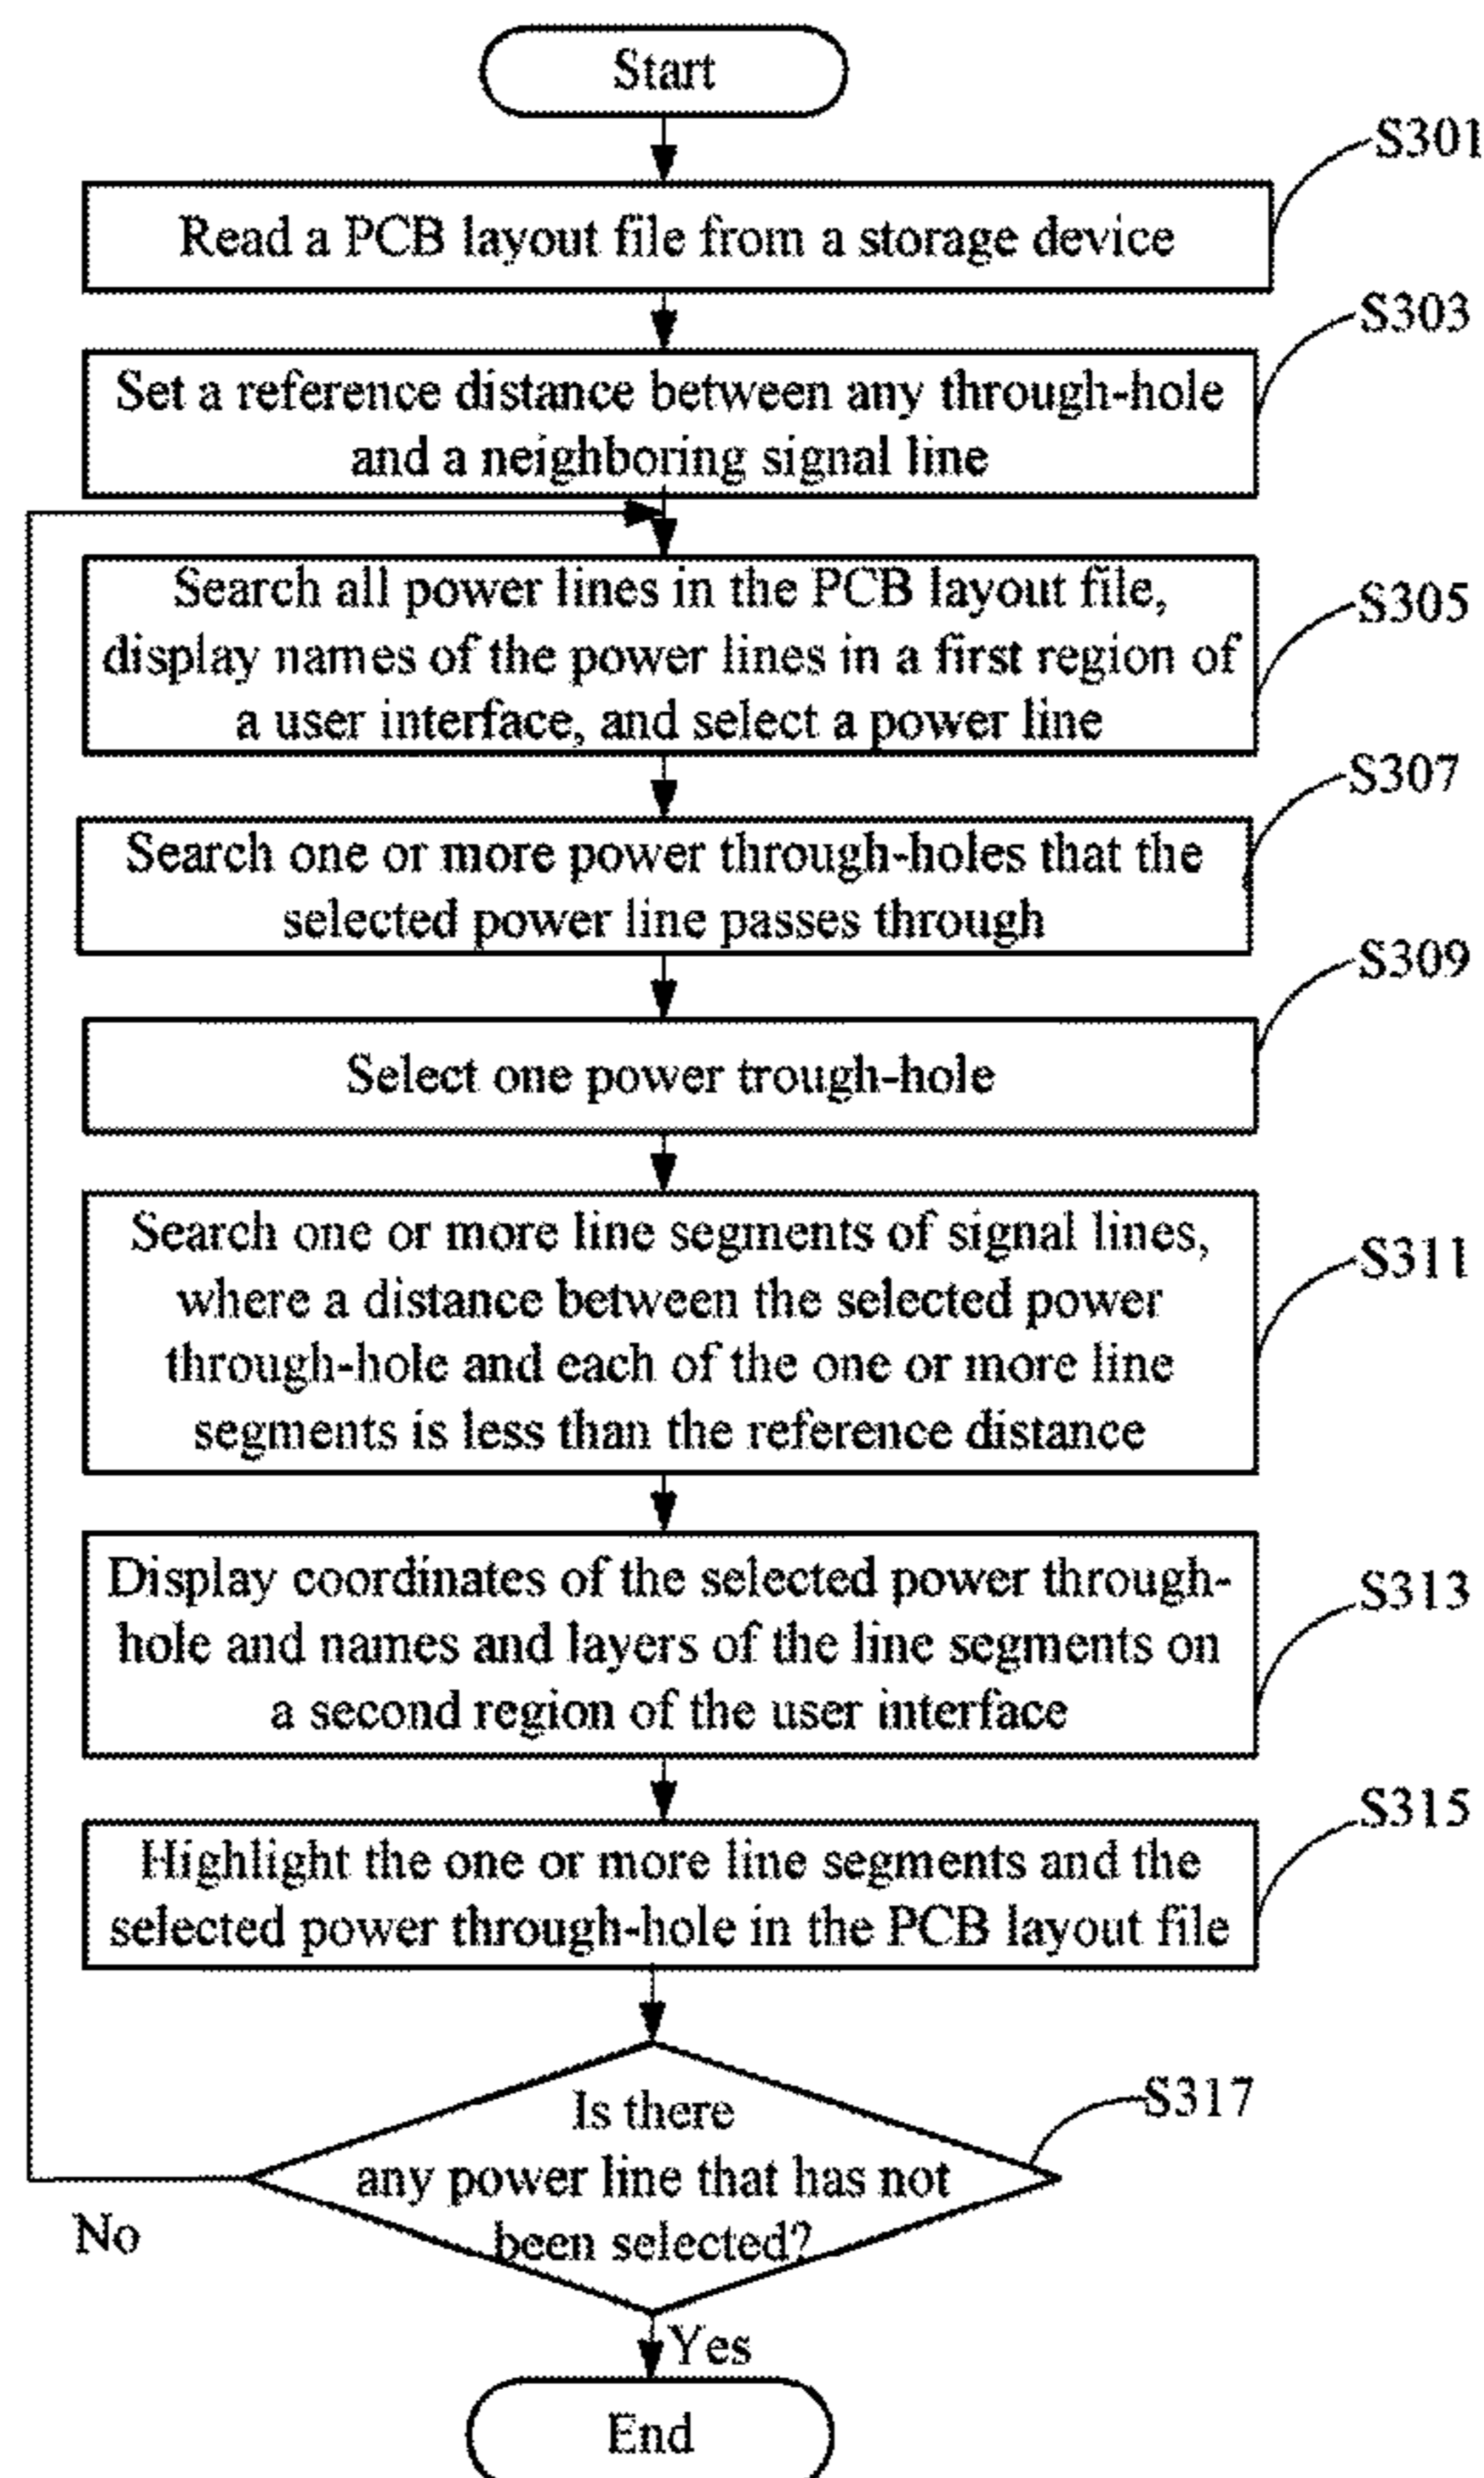 Start
S301
Read a PCB layout file from a storage device
S303
Set a reference distance between any through-hole
and a neighboring signal line
Search all power lines in the PCB layout file,
S305
display names of the power lines in a first region of
a user interface, and select a power line
S307
Search one or more power through-holes that the
selected power line passes through
S309
Select one power trough-hole
Search one or more line segments of signal lines,
S311
where a distance between the selected power
through-hole and each of the one or more line
segments is less than the reference distance
Display coordinates of the selected power through-
S313
hole and names and layers of the line segments on
a second region of the user interface
S315
Highlight the one or more line segments and the
selected power through-hole in the PCB layout file
S317
Is there
any power line that has not
been selected?
No
Yes
End